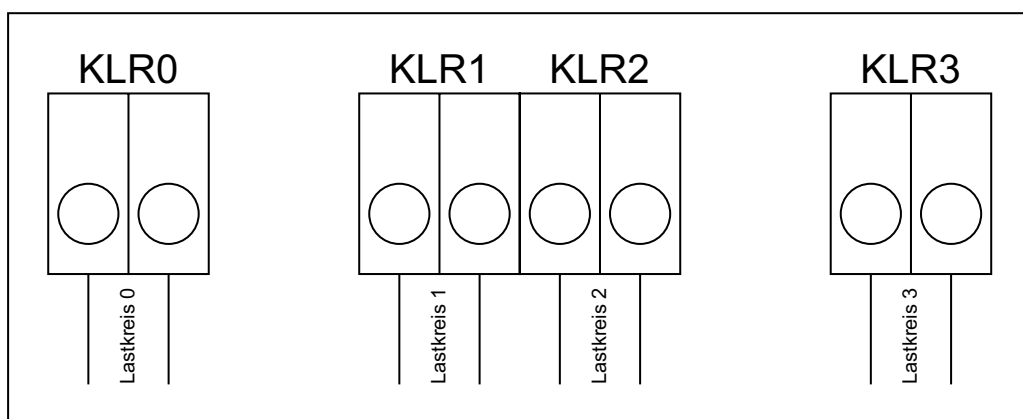 KLR0
KLR1
KLR2
KLR3
Lastkreis 0
Lastkreis 1
Lastkreis 2
Lastkreis 3